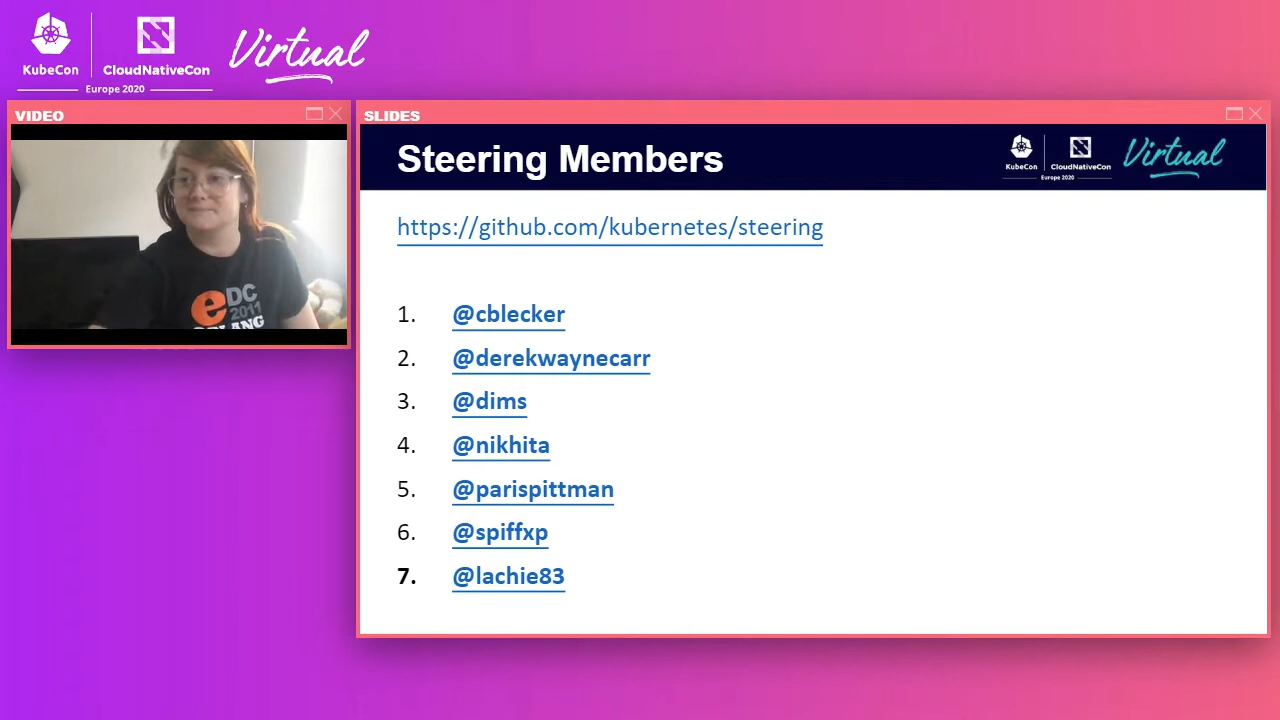 KubeCon
CloudNativeCon
Virtual
Europe 2020
VIDEO
eDC
2011
SLIDES
Steering Members
KubeCon
CloudNativeCon
Virtual
Europe 2020
https://github.com/kubernetes/steering
1. @cblecker
2. @derekwaynecarr
3. @dims
4. @nikhita
5. @parispittman
6. @spiffxp
7. @lachie83